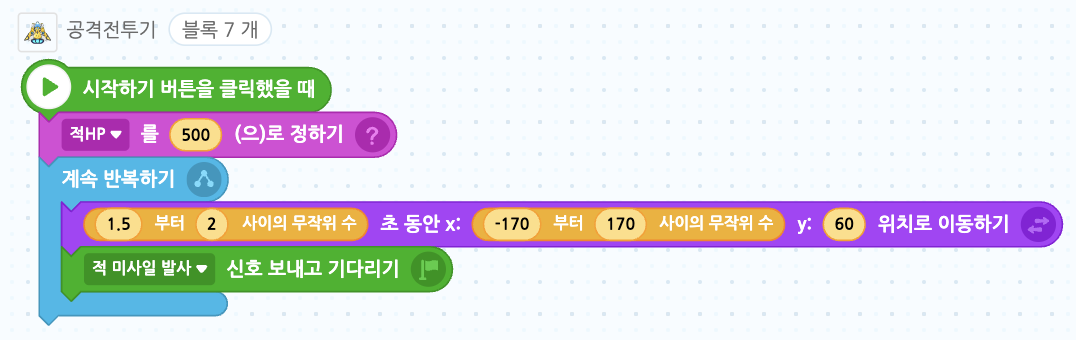 공격전투기 블록 7 개
시작하기 버튼을 클릭했을 때
적HP ▼ 를 500 (으)로 정하기 ?
계속 반복하기
1.5 부터 2 사이의 무작위 수 초 동안 x: -170 부터 170 사이의 무작위 수 y: 60 위치로 이동하기
적 미사일 발사 ▼ 신호 보내고 기다리기